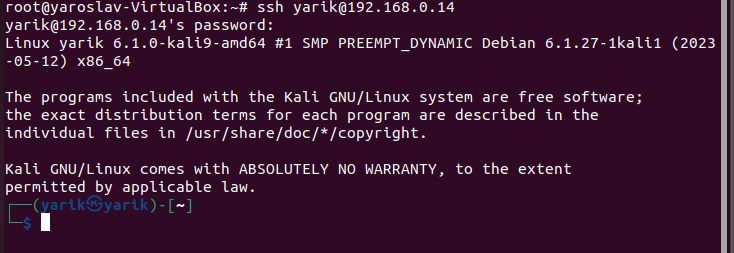 root@yaroslav-VirtualBox:~# ssh yarik@192.168.0.14
yarik@192.168.0.14's password:
Linux yarik 6.1.0-kali9-amd64 #1 SMP PREEMPT_DYNAMIC Debian 6.1.27-1kali1 (2023
-05-12) x86_64

The programs included with the Kali GNU/Linux system are free software;
the exact distribution terms for each program are described in the
individual files in /usr/share/doc/*/copyright.

Kali GNU/Linux comes with ABSOLUTELY NO WARRANTY, to the extent
permitted by applicable law.
┌──(yarik㉿yarik)-[~]
└─$